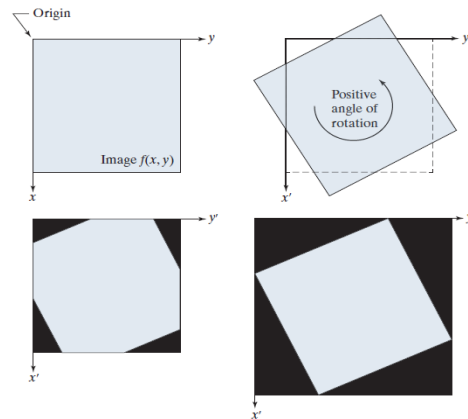 Origin
y
Image f(x, y)
x
y
Positive
angle of
rotation
x′
y′
x′
x′